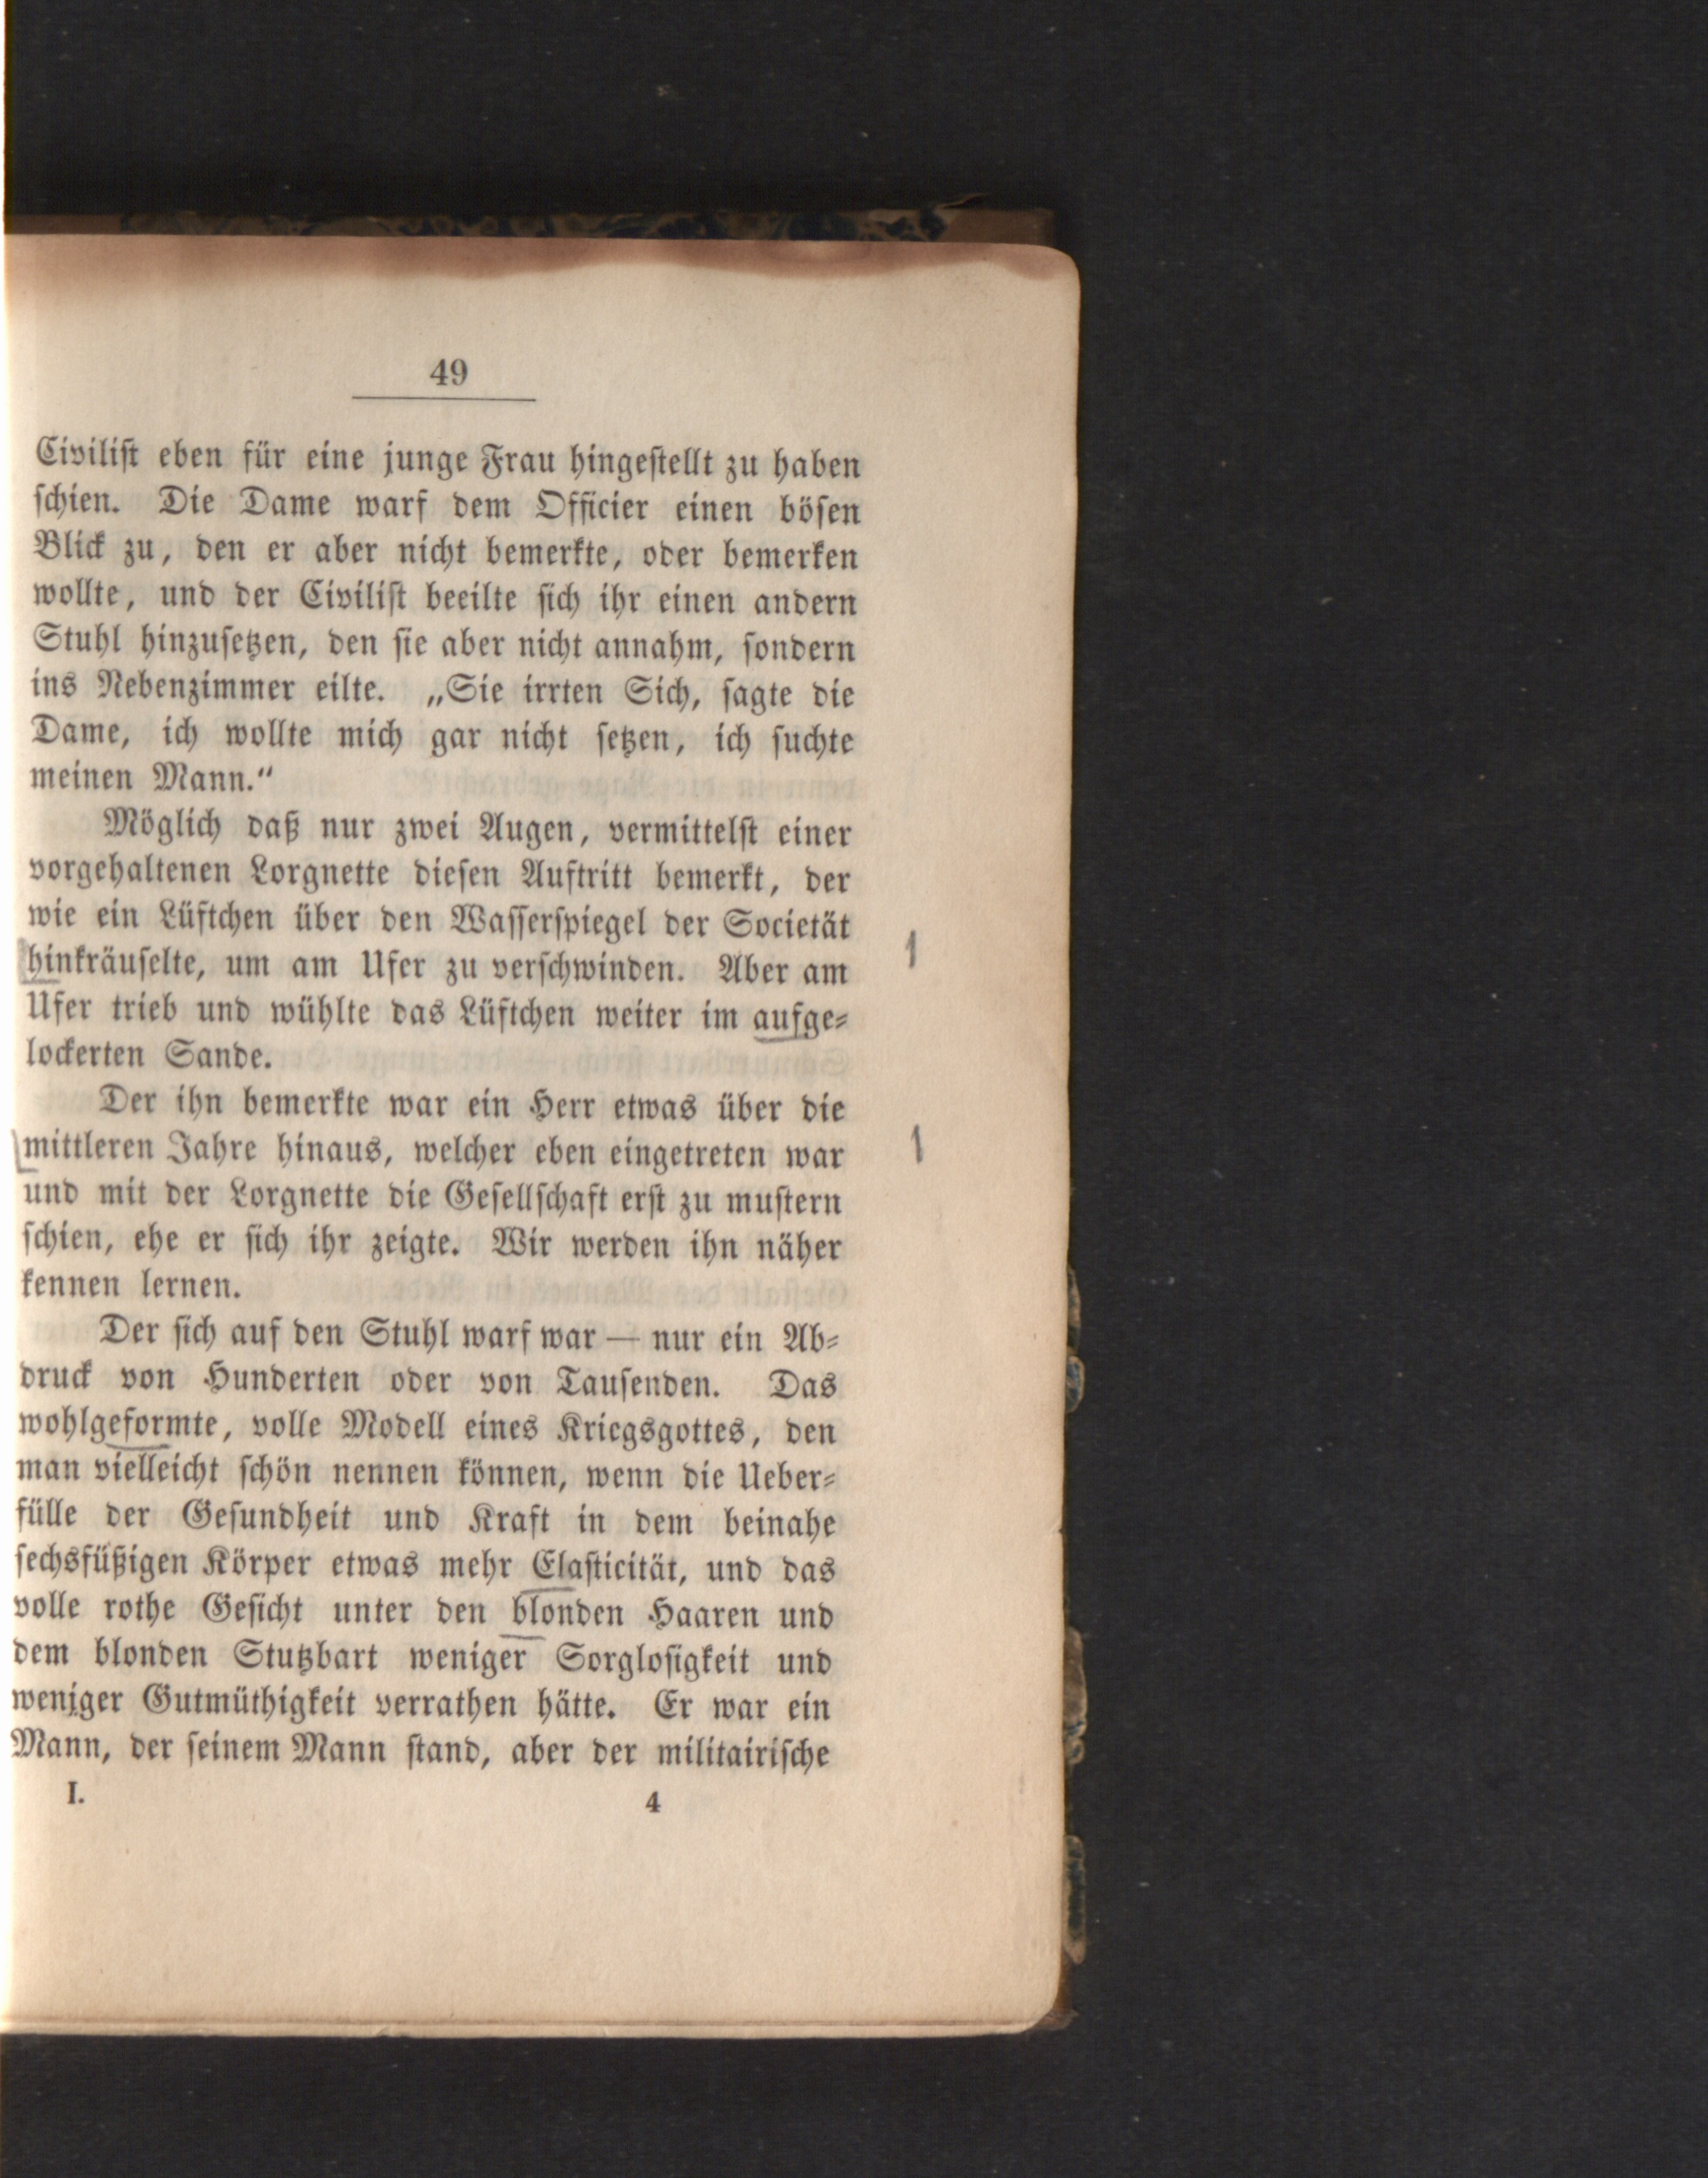 49
Civiliſt eben für eine junge Frau hingeſtellt zu haben
ſchien. Die Dame warf dem Officier einen böſen
Blick zu, den er aber nicht bemerkte, oder bemerken
wollte, und der Civiliſt beeilte ſich ihr einen andern
Stuhl hinzuſetzen, den ſie aber nicht annahm, ſondern
ins Nebenzimmer eilte. „Sie irrten Sich, ſagte die
Dame, ich wollte mich gar nicht ſetzen, ich ſuchte
meinen Mann.“
Möglich daß nur zwei Augen, vermittelſt einer
vorgehaltenen Lorgnette dieſen Auftritt bemerkt, der
wie ein Lüftchen über den Waſſerſpiegel der Societät
hinkräuſelte, um am Ufer zu verſchwinden. Aber am
Ufer trieb und wühlte das Lüftchen weiter im aufge⸗
lockerten Sande.
Der ihn bemerkte war ein Herr etwas über die
mittleren Jahre hinaus, welcher eben eingetreten war
und mit der Lorgnette die Geſellſchaft erſt zu muſtern
ſchien, ehe er ſich ihr zeigte. Wir werden ihn näher
kennen lernen.
Der ſich auf den Stuhl warf war — nur ein Ab⸗
druck von Hunderten oder von Tauſenden. Das
wohlgeformte, volle Modell eines Kriegsgottes, den
man vielleicht ſchön nennen können, wenn die Ueber⸗
fülle der Geſundheit und Kraft in dem beinahe
ſechsfüßigen Körper etwas mehr Elaſticität, und das
volle rothe Geſicht unter den blonden Haaren und
dem blonden Stutzbart weniger Sorgloſigkeit und
weniger Gutmüthigkeit verrathen hätte. Er war ein
Mann, der ſeinem Mann ſtand, aber der militairiſche
I. 4